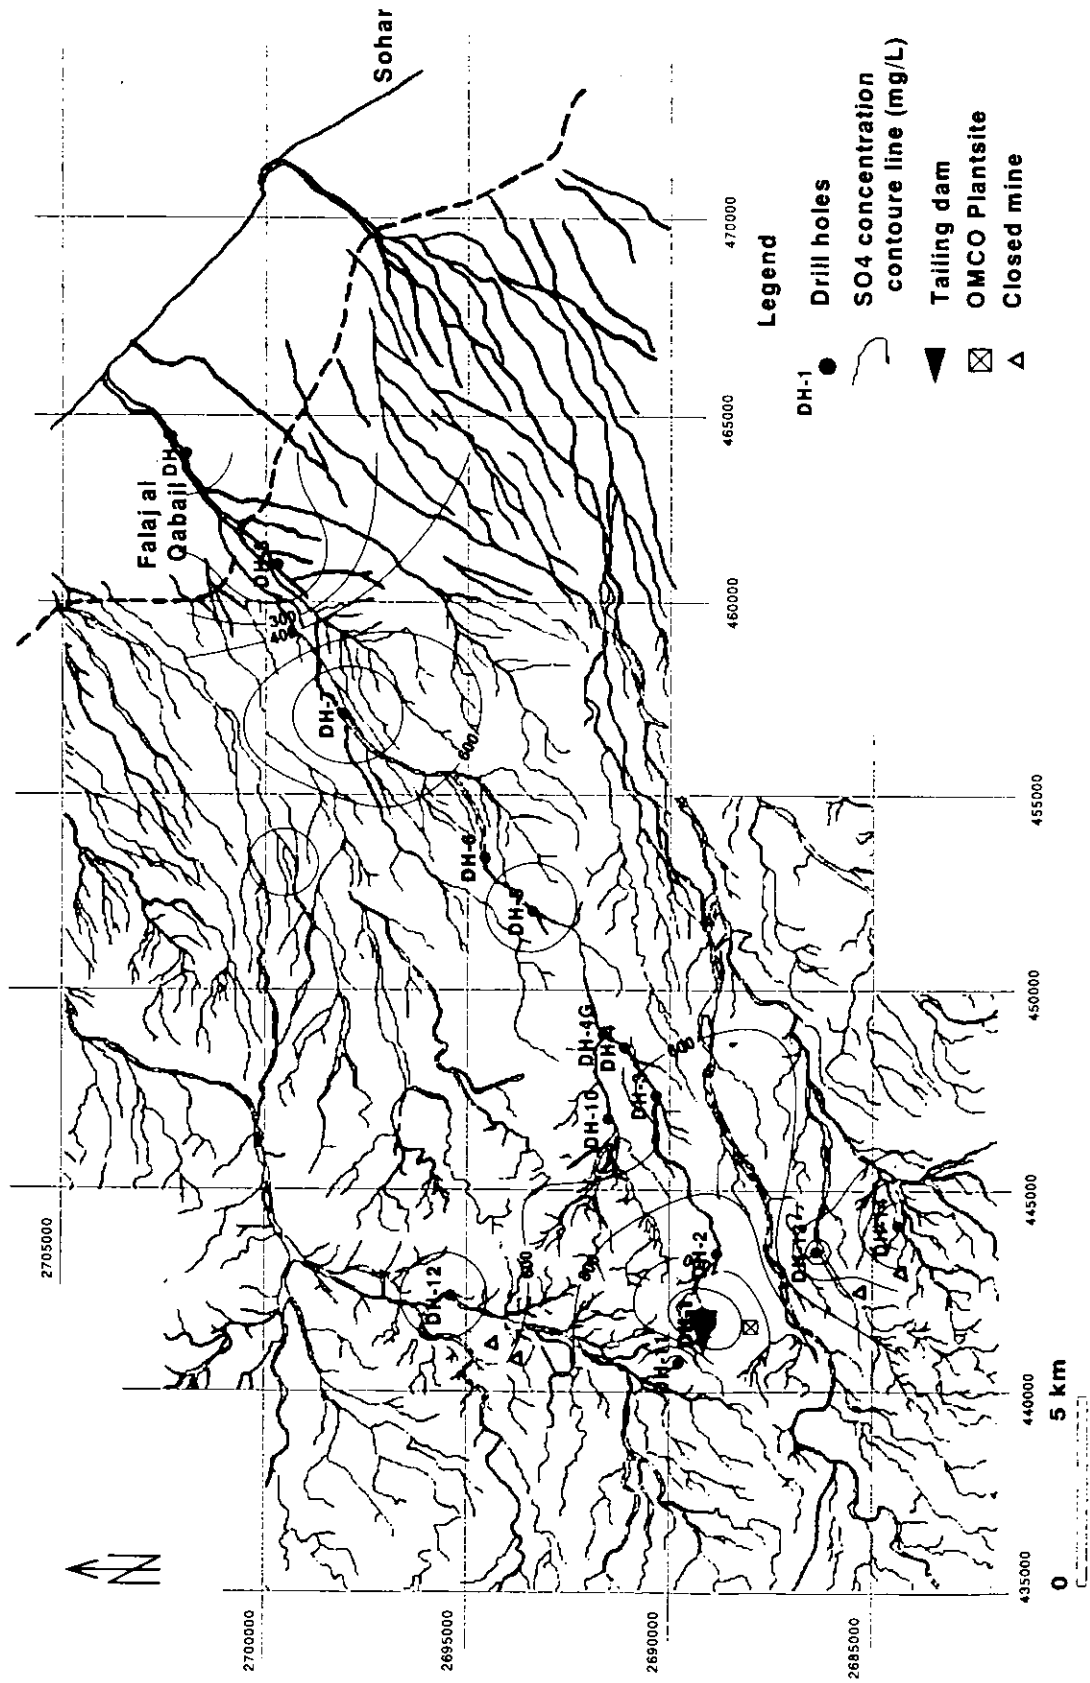 Sohar
Falaj al
Qabail
DH-7
DH-6
DH-5
DH-4G
DH-4
DH-3
DH-10
DH-2
DH-12
300
400
600
600
600
2705000
2700000
2695000
2690000
2685000
435000
440000
445000
450000
455000
460000
465000
470000
N
0 5 km
Legend
DH-1 Drill holes
SO4 concentration
contoure line (mg/L)
Tailing dam
OMCO Plantsite
Closed mine